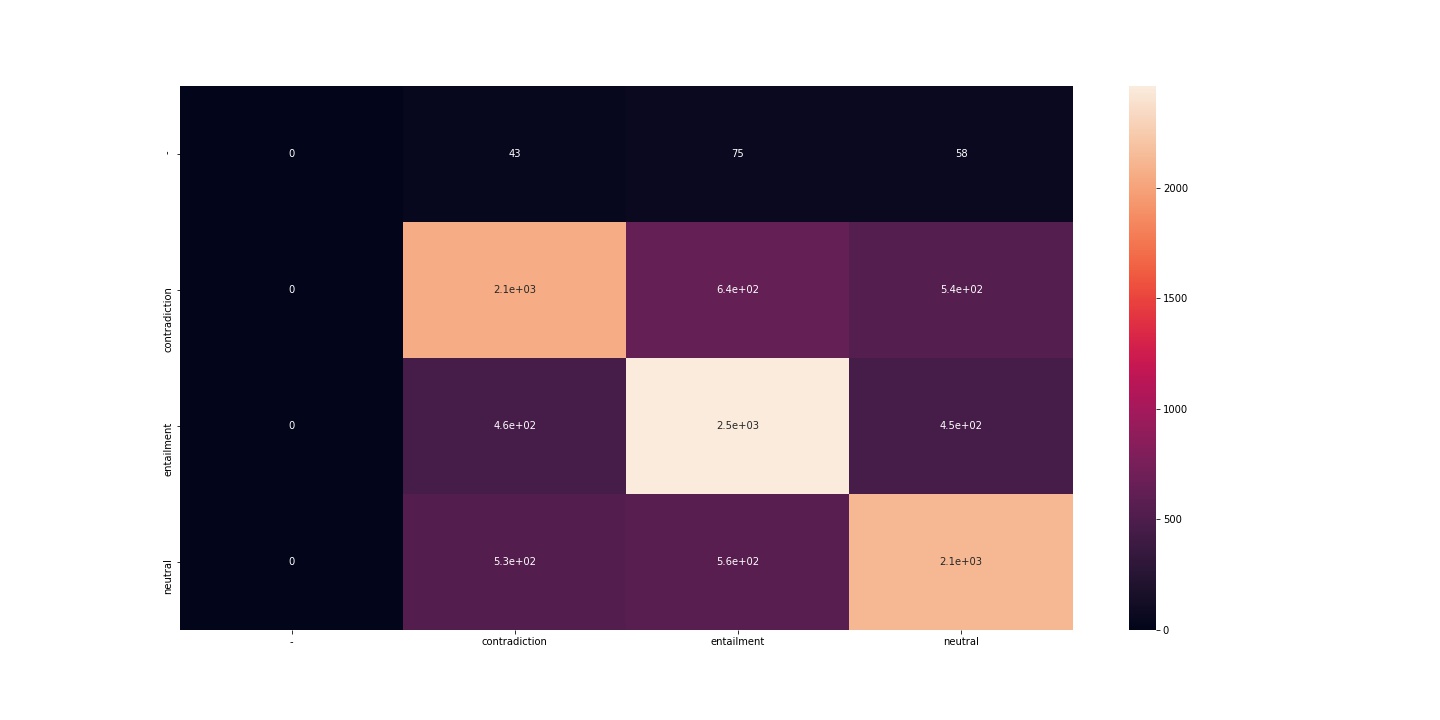 - 0 43 75 58
contradiction 0 2.1e+03 6.4e+02 5.4e+02
entailment 0 4.6e+02 2.5e+03 4.5e+02
neutral 0 5.3e+02 5.6e+02 2.1e+03
- contradiction entailment neutral
2000
1500
1000
500
0